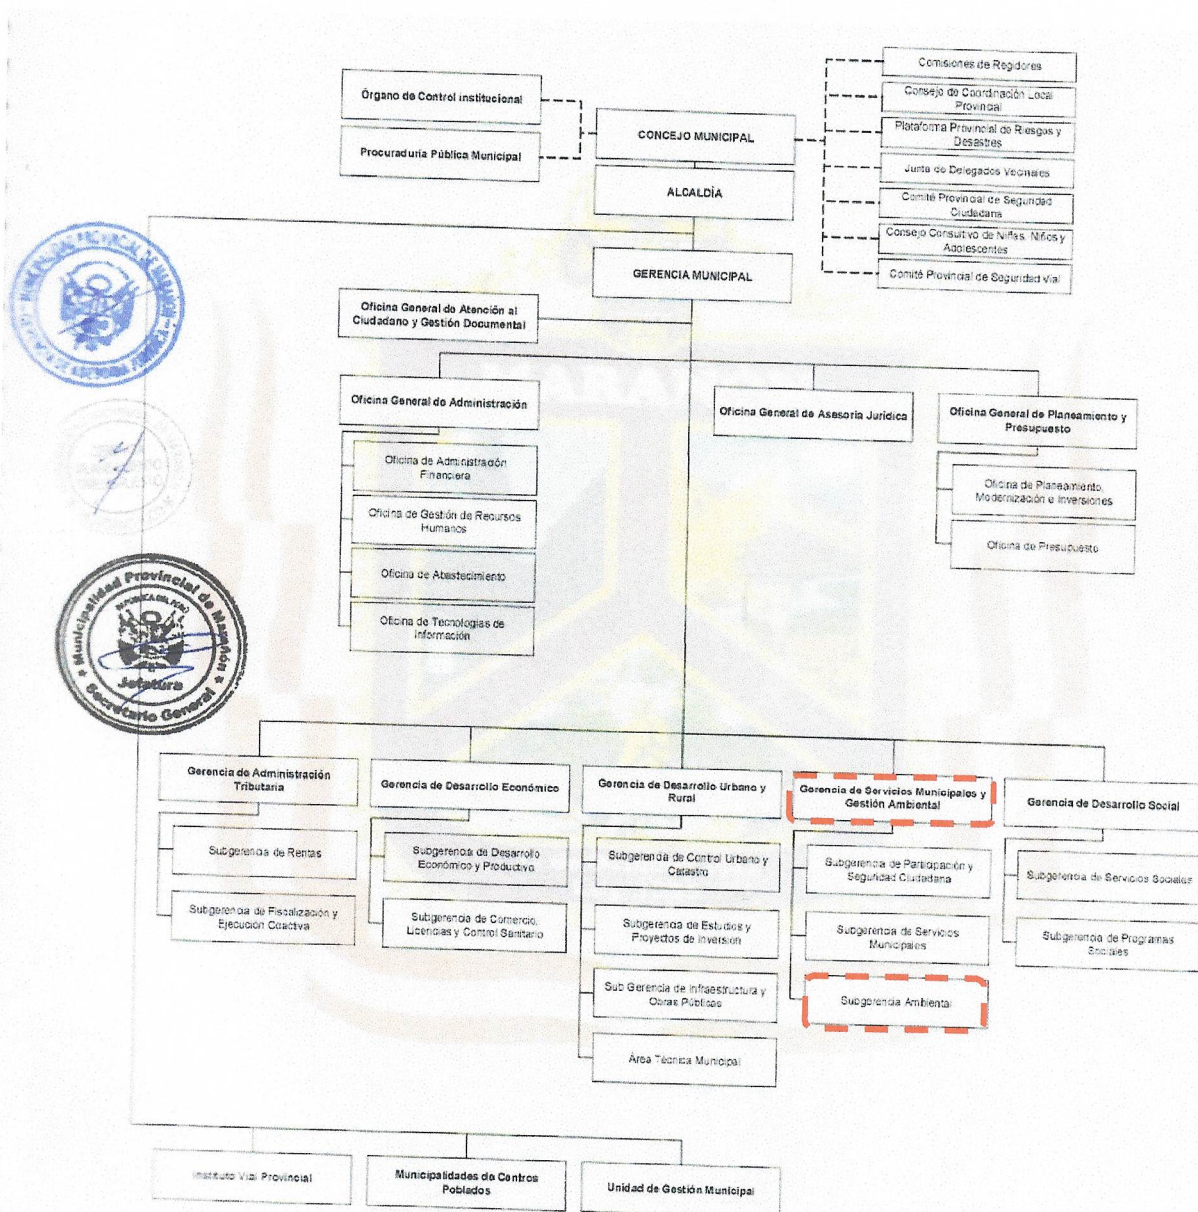 Órgano de Control institucional
Procuraduría Pública Municipal
CONCEJO MUNICIPAL
ALCALDÍA
GERENCIA MUNICIPAL
Comisiones de Regidores
Consejo de Coordinación Local
Provincial
Plataforma Provincial de Riesgos y
Desastres
Junta de Delegados Vecinales
Comité Provincial de Seguridad
Ciudadana
Consejo Consultivo de Niñas, Niños y
Adolescentes
Comité Provincial de Seguridad Vial
Oficina General de Atención al
Ciudadano y Gestión Documental
Oficina General de Administración
Oficina de Administración
Financiera
Oficina de Gestión de Recursos
Humanos
Oficina de Abastecimiento
Oficina de Tecnologías de
Información
Oficina General de Asesoría Jurídica
Oficina General de Planeamiento y
Presupuesto
Oficina de Planeamiento,
Modernización e Inversiones
Oficina de Presupuesto
Municipalidad Provincial de Marañón
REPUBLICA DEL PERÚ
Jefatura
Secretario General
Gerencia de Administración
Tributaria
Subgerencia de Rentas
Subgerencia de Fiscalización y
Ejecución Coactiva
Gerencia de Desarrollo Económico
Subgerencia de Desarrollo
Económico y Productivo
Subgerencia de Comercio,
Licencias y Control Sanitario
Gerencia de Desarrollo Urbano y
Rural
Subgerencia de Control Urbano y
Catastro
Subgerencia de Estudios y
Proyectos de Inversión
Sub Gerencia de Infraestructura y
Obras Públicas
Área Técnica Municipal
Gerencia de Servicios Municipales y
Gestión Ambiental
Subgerencia de Participación y
Seguridad Ciudadana
Subgerencia de Servicios
Municipales
Subgerencia Ambiental
Gerencia de Desarrollo Social
Subgerencia de Servicios Sociales
Subgerencia de Programas
Sociales
Instituto Vial Provincial
Municipalidades de Centros
Poblados
Unidad de Gestión Municipal